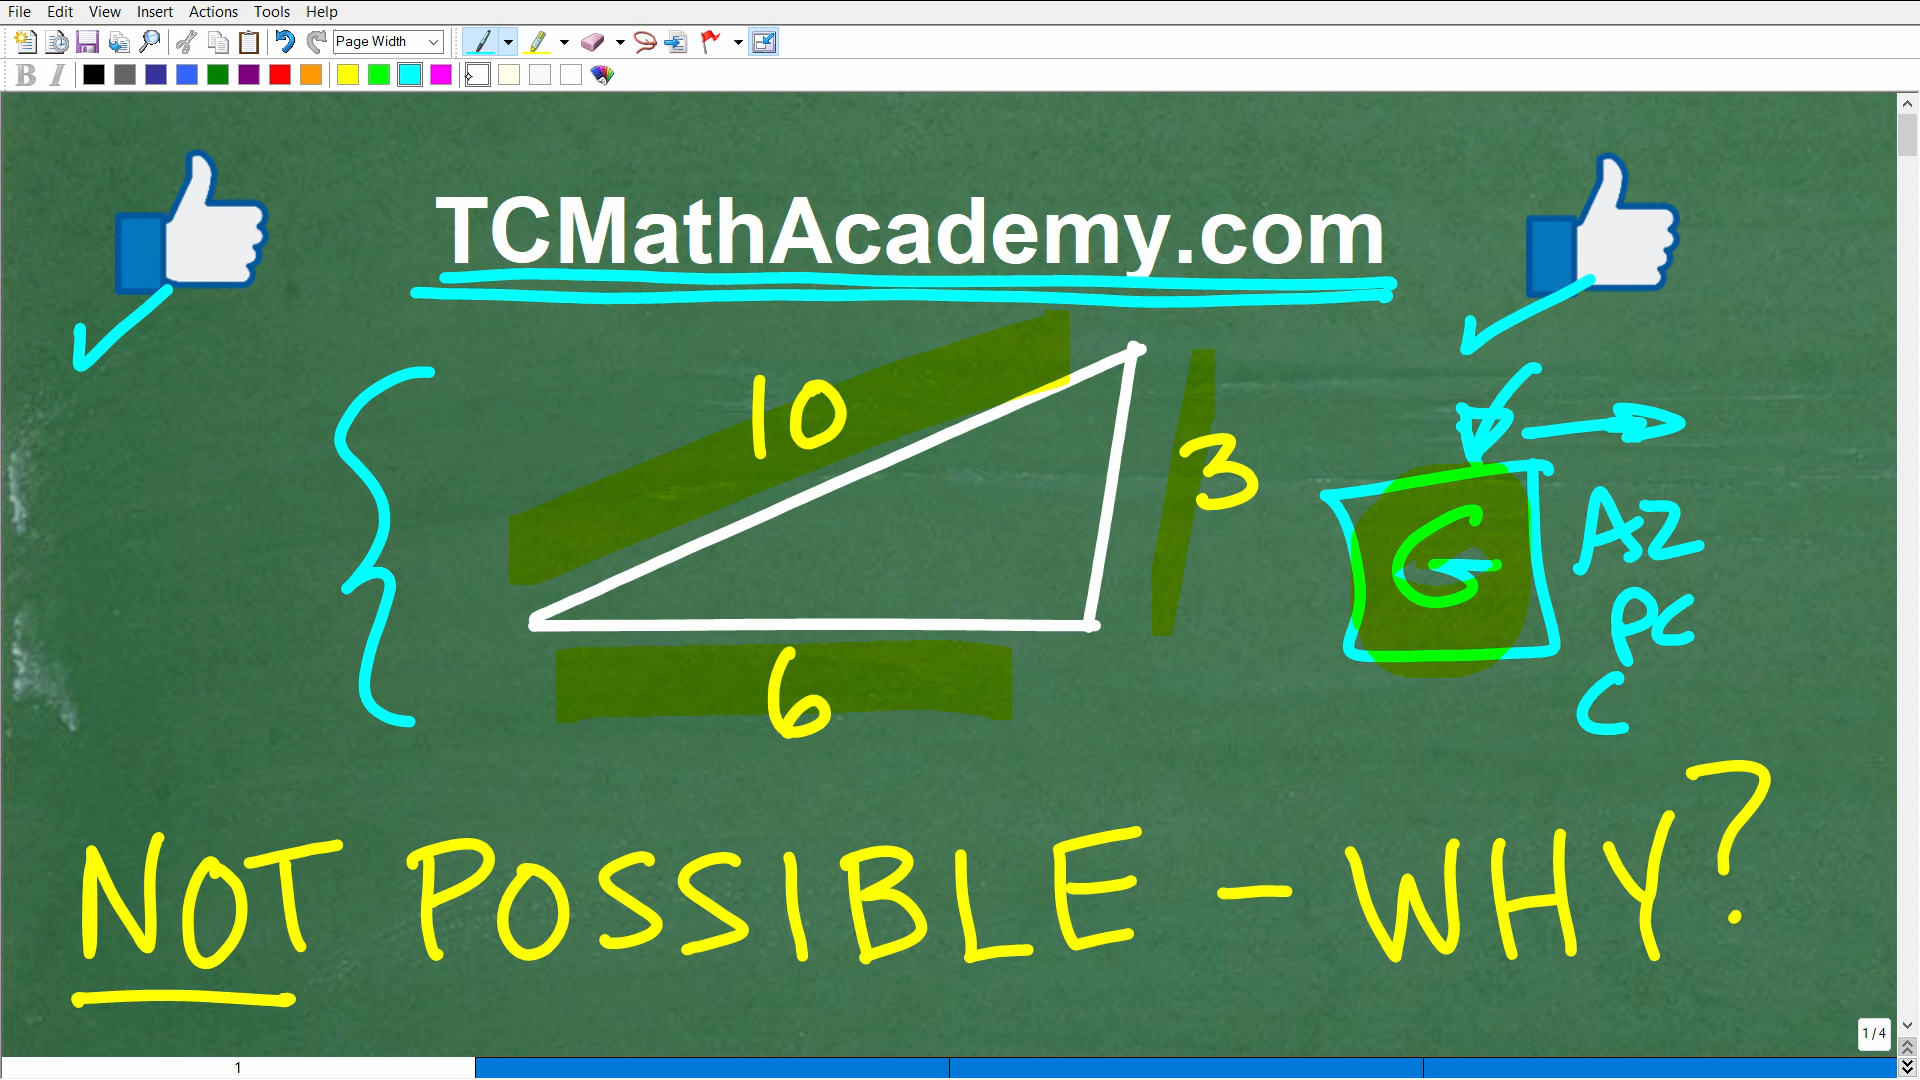 File Edit View Insert Actions Tools Help
Page Width
B I
TCMathAcademy.com
10
3
6
G
A2
PC
C
NOT POSSIBLE - WHY?
1/4
1